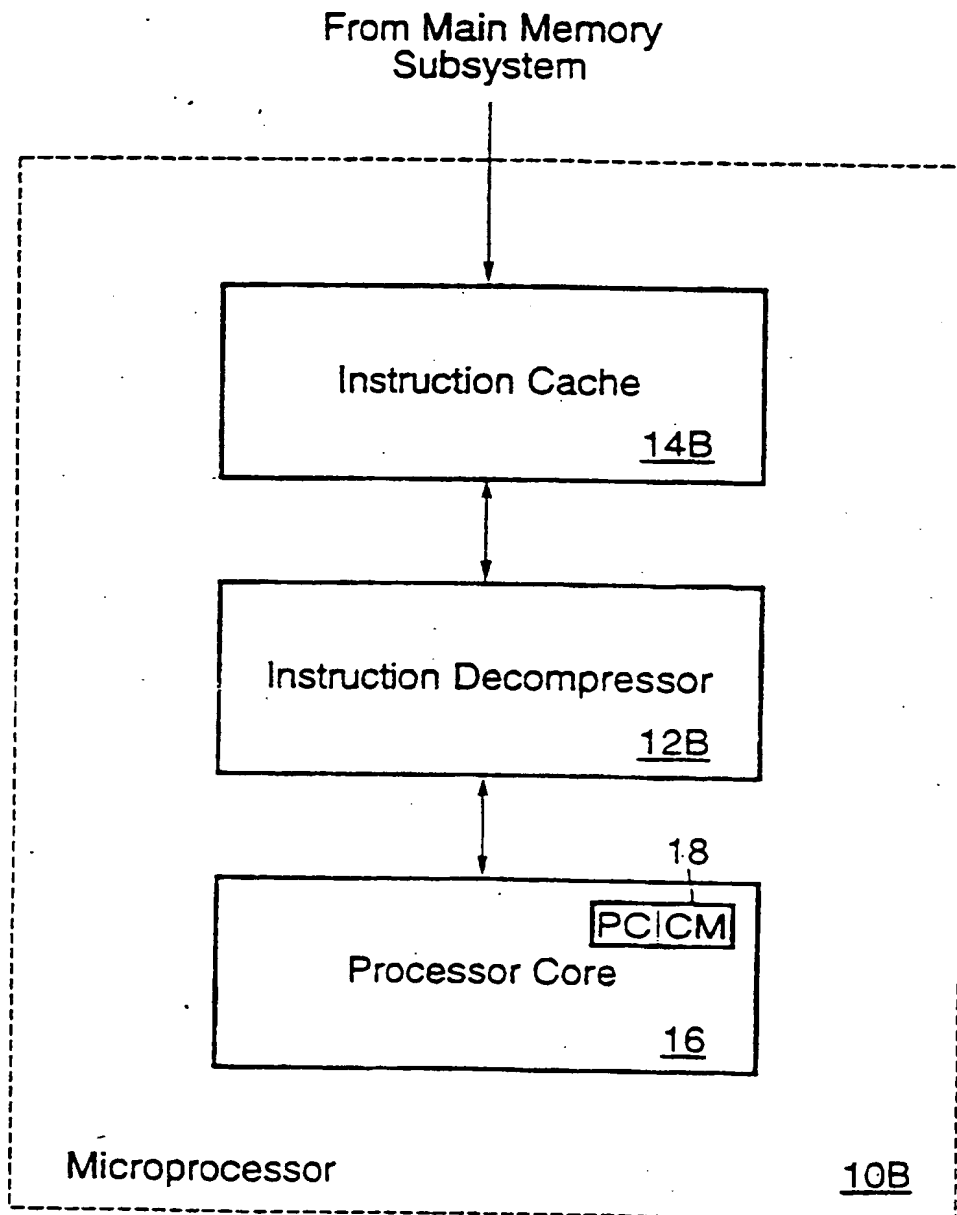 From Main Memory
Subsystem
Instruction Cache
14B
Instruction Decompressor
12B
18
PC|CM
Processor Core
16
Microprocessor
10B